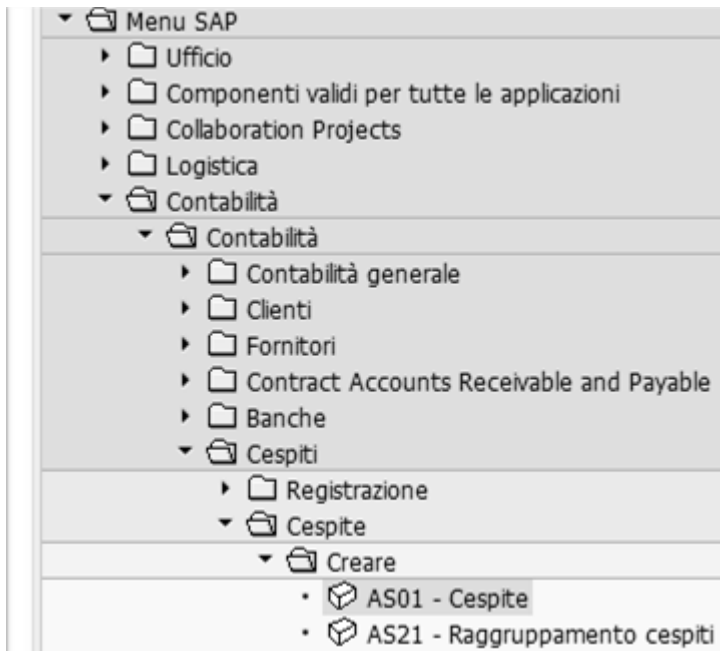 Menu SAP
Ufficio
Componenti validi per tutte le applicazioni
Collaboration Projects
Logistica
Contabilità
Contabilità
Contabilità generale
Clienti
Fornitori
Contract Accounts Receivable and Payable
Banche
Cespiti
Registrazione
Cespite
Creare
AS01 - Cespite
AS21 - Raggruppamento cespiti